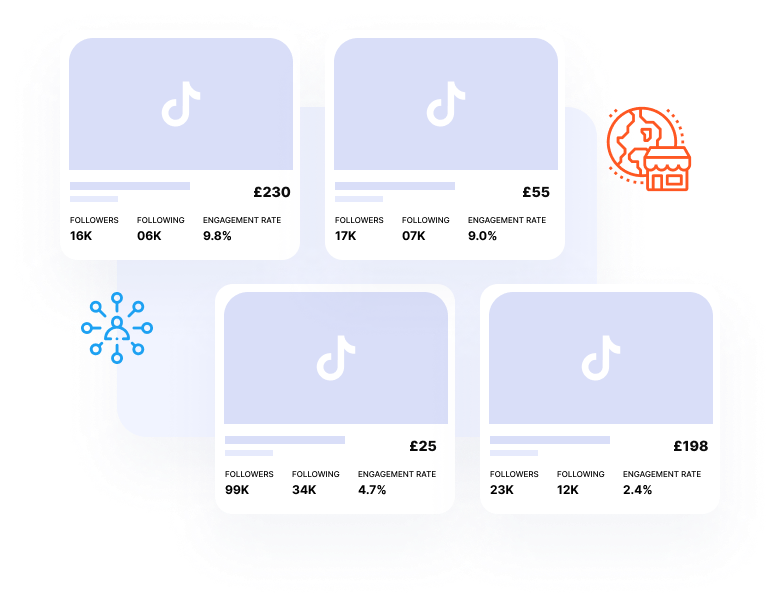 £230
FOLLOWERS FOLLOWING ENGAGEMENT RATE
16K 06K 9.8%
£55
FOLLOWERS FOLLOWING ENGAGEMENT RATE
17K 07K 9.0%
£25
FOLLOWERS FOLLOWING ENGAGEMENT RATE
99K 34K 4.7%
£198
FOLLOWERS FOLLOWING ENGAGEMENT RATE
23K 12K 2.4%